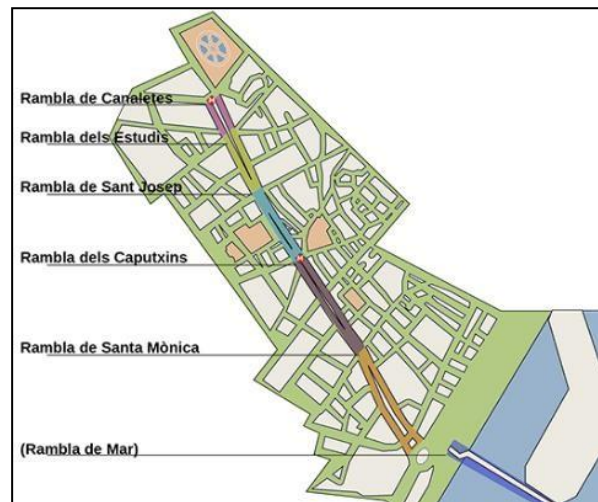 Rambla de Canaletes
Rambla dels Estudis
Rambla de Sant Josep
Rambla dels Caputxins
Rambla de Santa Mònica
(Rambla de Mar)